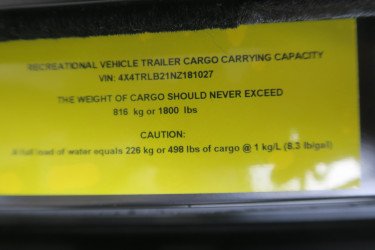 RECREATIONAL VEHICLE TRAILER CARGO CARRYING CAPACITY
VIN: 4X4TRLB21NZ181027
THE WEIGHT OF CARGO SHOULD NEVER EXCEED
816 kg or 1800 lbs
CAUTION:
A full load of water equals 226 kg or 498 lbs of cargo @ 1 kg/L (8.3 lb/gal)